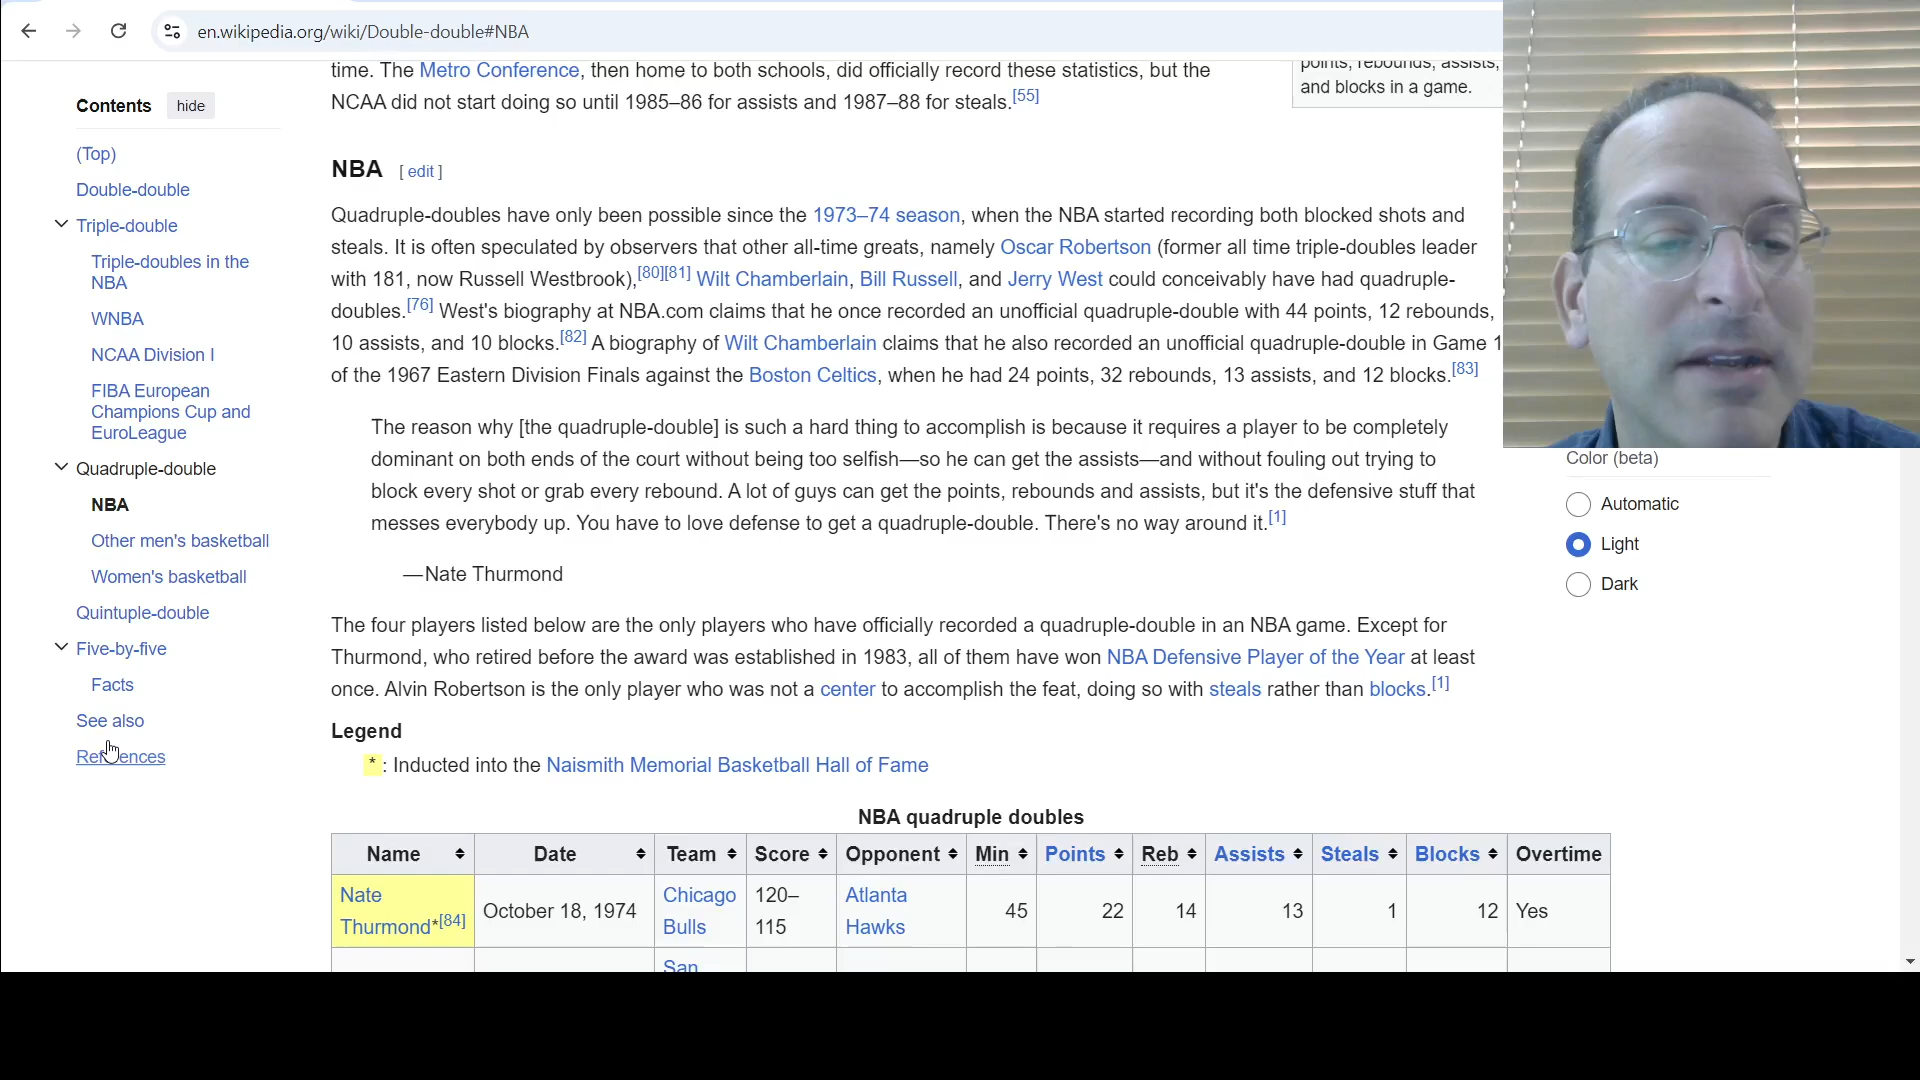 en.wikipedia.org/wiki/Double-double#NBA
Contents hide
(Top)
Double-double
Triple-double
Triple-doubles in the
NBA
WNBA
NCAA Division I
FIBA European
Champions Cup and
EuroLeague
Quadruple-double
NBA
Other men's basketball
Women's basketball
Quintuple-double
Five-by-five
Facts
See also
References
time. The Metro Conference, then home to both schools, did officially record these statistics, but the
NCAA did not start doing so until 1985–86 for assists and 1987–88 for steals.[55]
points, rebounds, assists,
and blocks in a game.
NBA [ edit ]
Quadruple-doubles have only been possible since the 1973–74 season, when the NBA started recording both blocked shots and
steals. It is often speculated by observers that other all-time greats, namely Oscar Robertson (former all time triple-doubles leader
with 181, now Russell Westbrook),[80][81] Wilt Chamberlain, Bill Russell, and Jerry West could conceivably have had quadruple-
doubles.[76] West's biography at NBA.com claims that he once recorded an unofficial quadruple-double with 44 points, 12 rebounds,
10 assists, and 10 blocks.[82] A biography of Wilt Chamberlain claims that he also recorded an unofficial quadruple-double in Game 1
of the 1967 Eastern Division Finals against the Boston Celtics, when he had 24 points, 32 rebounds, 13 assists, and 12 blocks.[83]
The reason why [the quadruple-double] is such a hard thing to accomplish is because it requires a player to be completely
dominant on both ends of the court without being too selfish—so he can get the assists—and without fouling out trying to
block every shot or grab every rebound. A lot of guys can get the points, rebounds and assists, but it's the defensive stuff that
messes everybody up. You have to love defense to get a quadruple-double. There's no way around it.[1]
—Nate Thurmond
The four players listed below are the only players who have officially recorded a quadruple-double in an NBA game. Except for
Thurmond, who retired before the award was established in 1983, all of them have won NBA Defensive Player of the Year at least
once. Alvin Robertson is the only player who was not a center to accomplish the feat, doing so with steals rather than blocks.[1]
Legend
* : Inducted into the Naismith Memorial Basketball Hall of Fame
NBA quadruple doubles
Name Date Team Score Opponent Min Points Reb Assists Steals Blocks Overtime
Nate Chicago 120– Atlanta
Thurmond*[84] October 18, 1974 Bulls 115 Hawks 45 22 14 13 1 12 Yes
San
Color (beta)
Automatic
Light
Dark